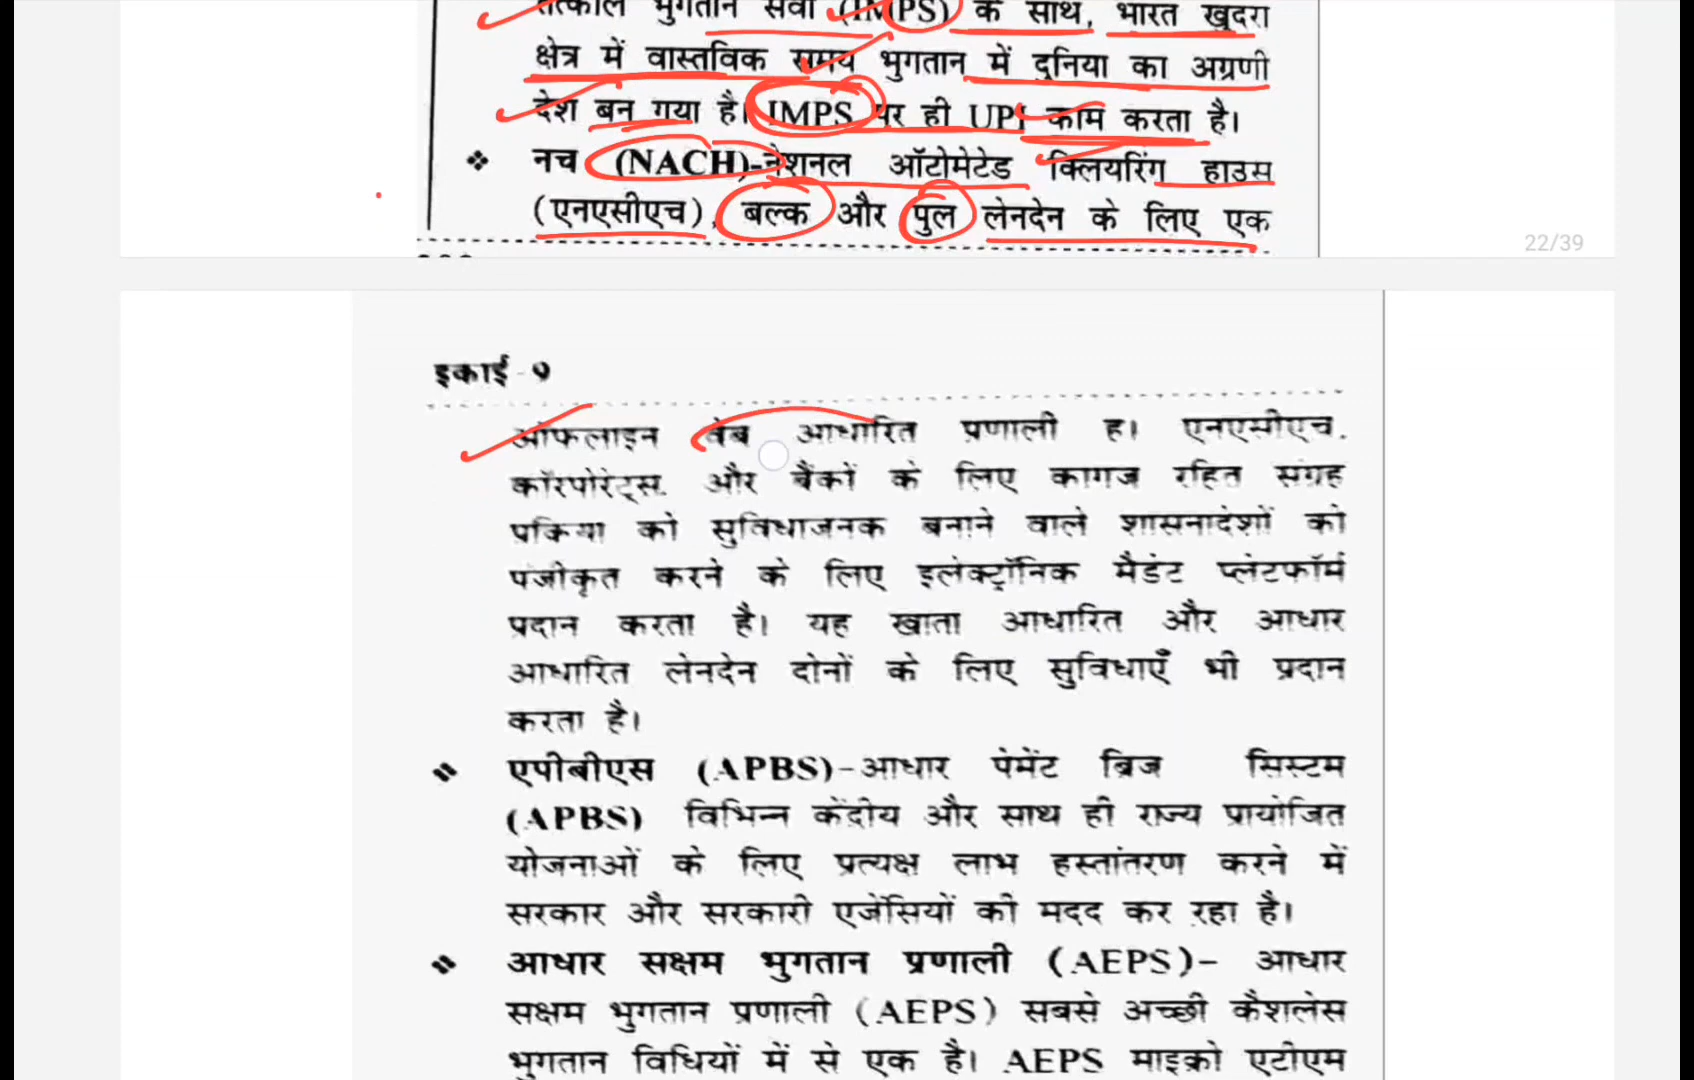 तत्काल भुगतान सेवा (IMPS) के साथ, भारत खुदरा
क्षेत्र में वास्तविक समय भुगतान में दुनिया का अग्रणी
देश बन गया है। IMPS पर ही UPI काम करता है।
❖ नच (NACH)-नेशनल ऑटोमेटेड क्लियरिंग हाउस
(एनएसीएच), बल्क और पुल लेनदेन के लिए एक
22/39
इकाई-9
ऑफलाइन वेब आधारित प्रणाली ह। एनएसीएच.
कॉरपोरेट्स. और बैंकों के लिए कागज रहित संग्रह
प्रक्रिया को सुविधाजनक बनाने वाले शासनादेशों को
पंजीकृत करने के लिए इलेक्ट्रॉनिक मैडेट प्लेटफॉर्म
प्रदान करता है। यह खाता आधारित और आधार
आधारित लेनदेन दोनों के लिए सुविधाएँ भी प्रदान
करता है।
❖ एपीबीएस (APBS)-आधार पेमेंट ब्रिज सिस्टम
(APBS) विभिन्न केंद्रीय और साथ ही राज्य प्रायोजित
योजनाओं के लिए प्रत्यक्ष लाभ हस्तांतरण करने में
सरकार और सरकारी एजेंसियों की मदद कर रहा है।
❖ आधार सक्षम भुगतान प्रणाली (AEPS)- आधार
सक्षम भुगतान प्रणाली (AEPS) सबसे अच्छी कैशलेस
भुगतान विधियों में से एक है। AEPS माइक्रो एटीएम